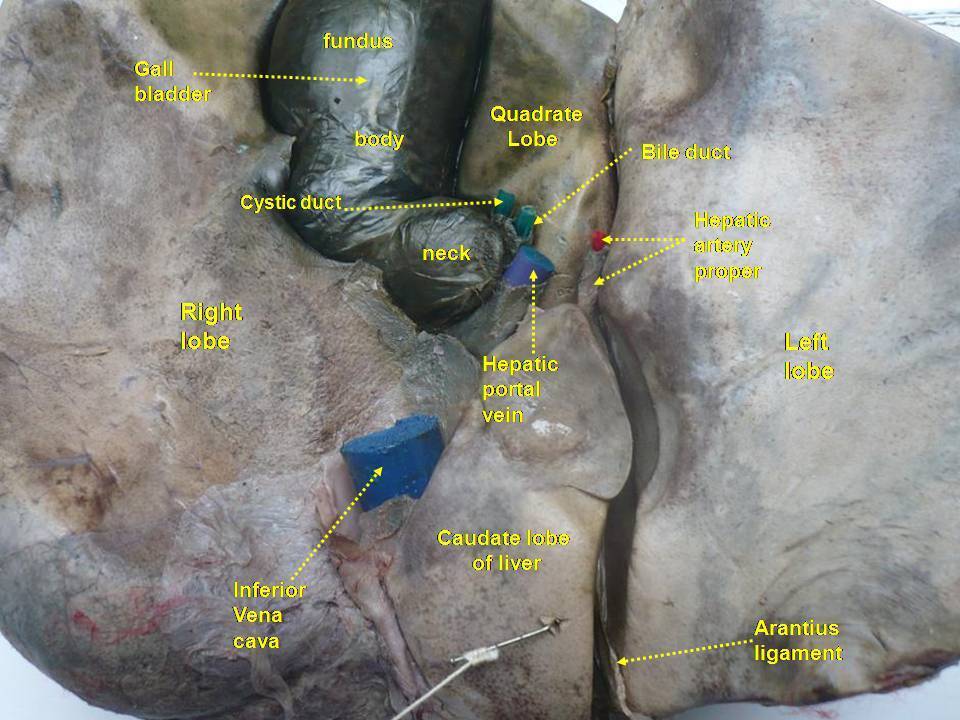 fundus
Gall
bladder
Quadrate
Lobe
body
Bile duct
Cystic duct
Hepatic
artery
proper
neck
Right
lobe
Left
lobe
Hepatic
portal
vein
Caudate lobe
of liver
Inferior
Vena
cava
Arantius
ligament